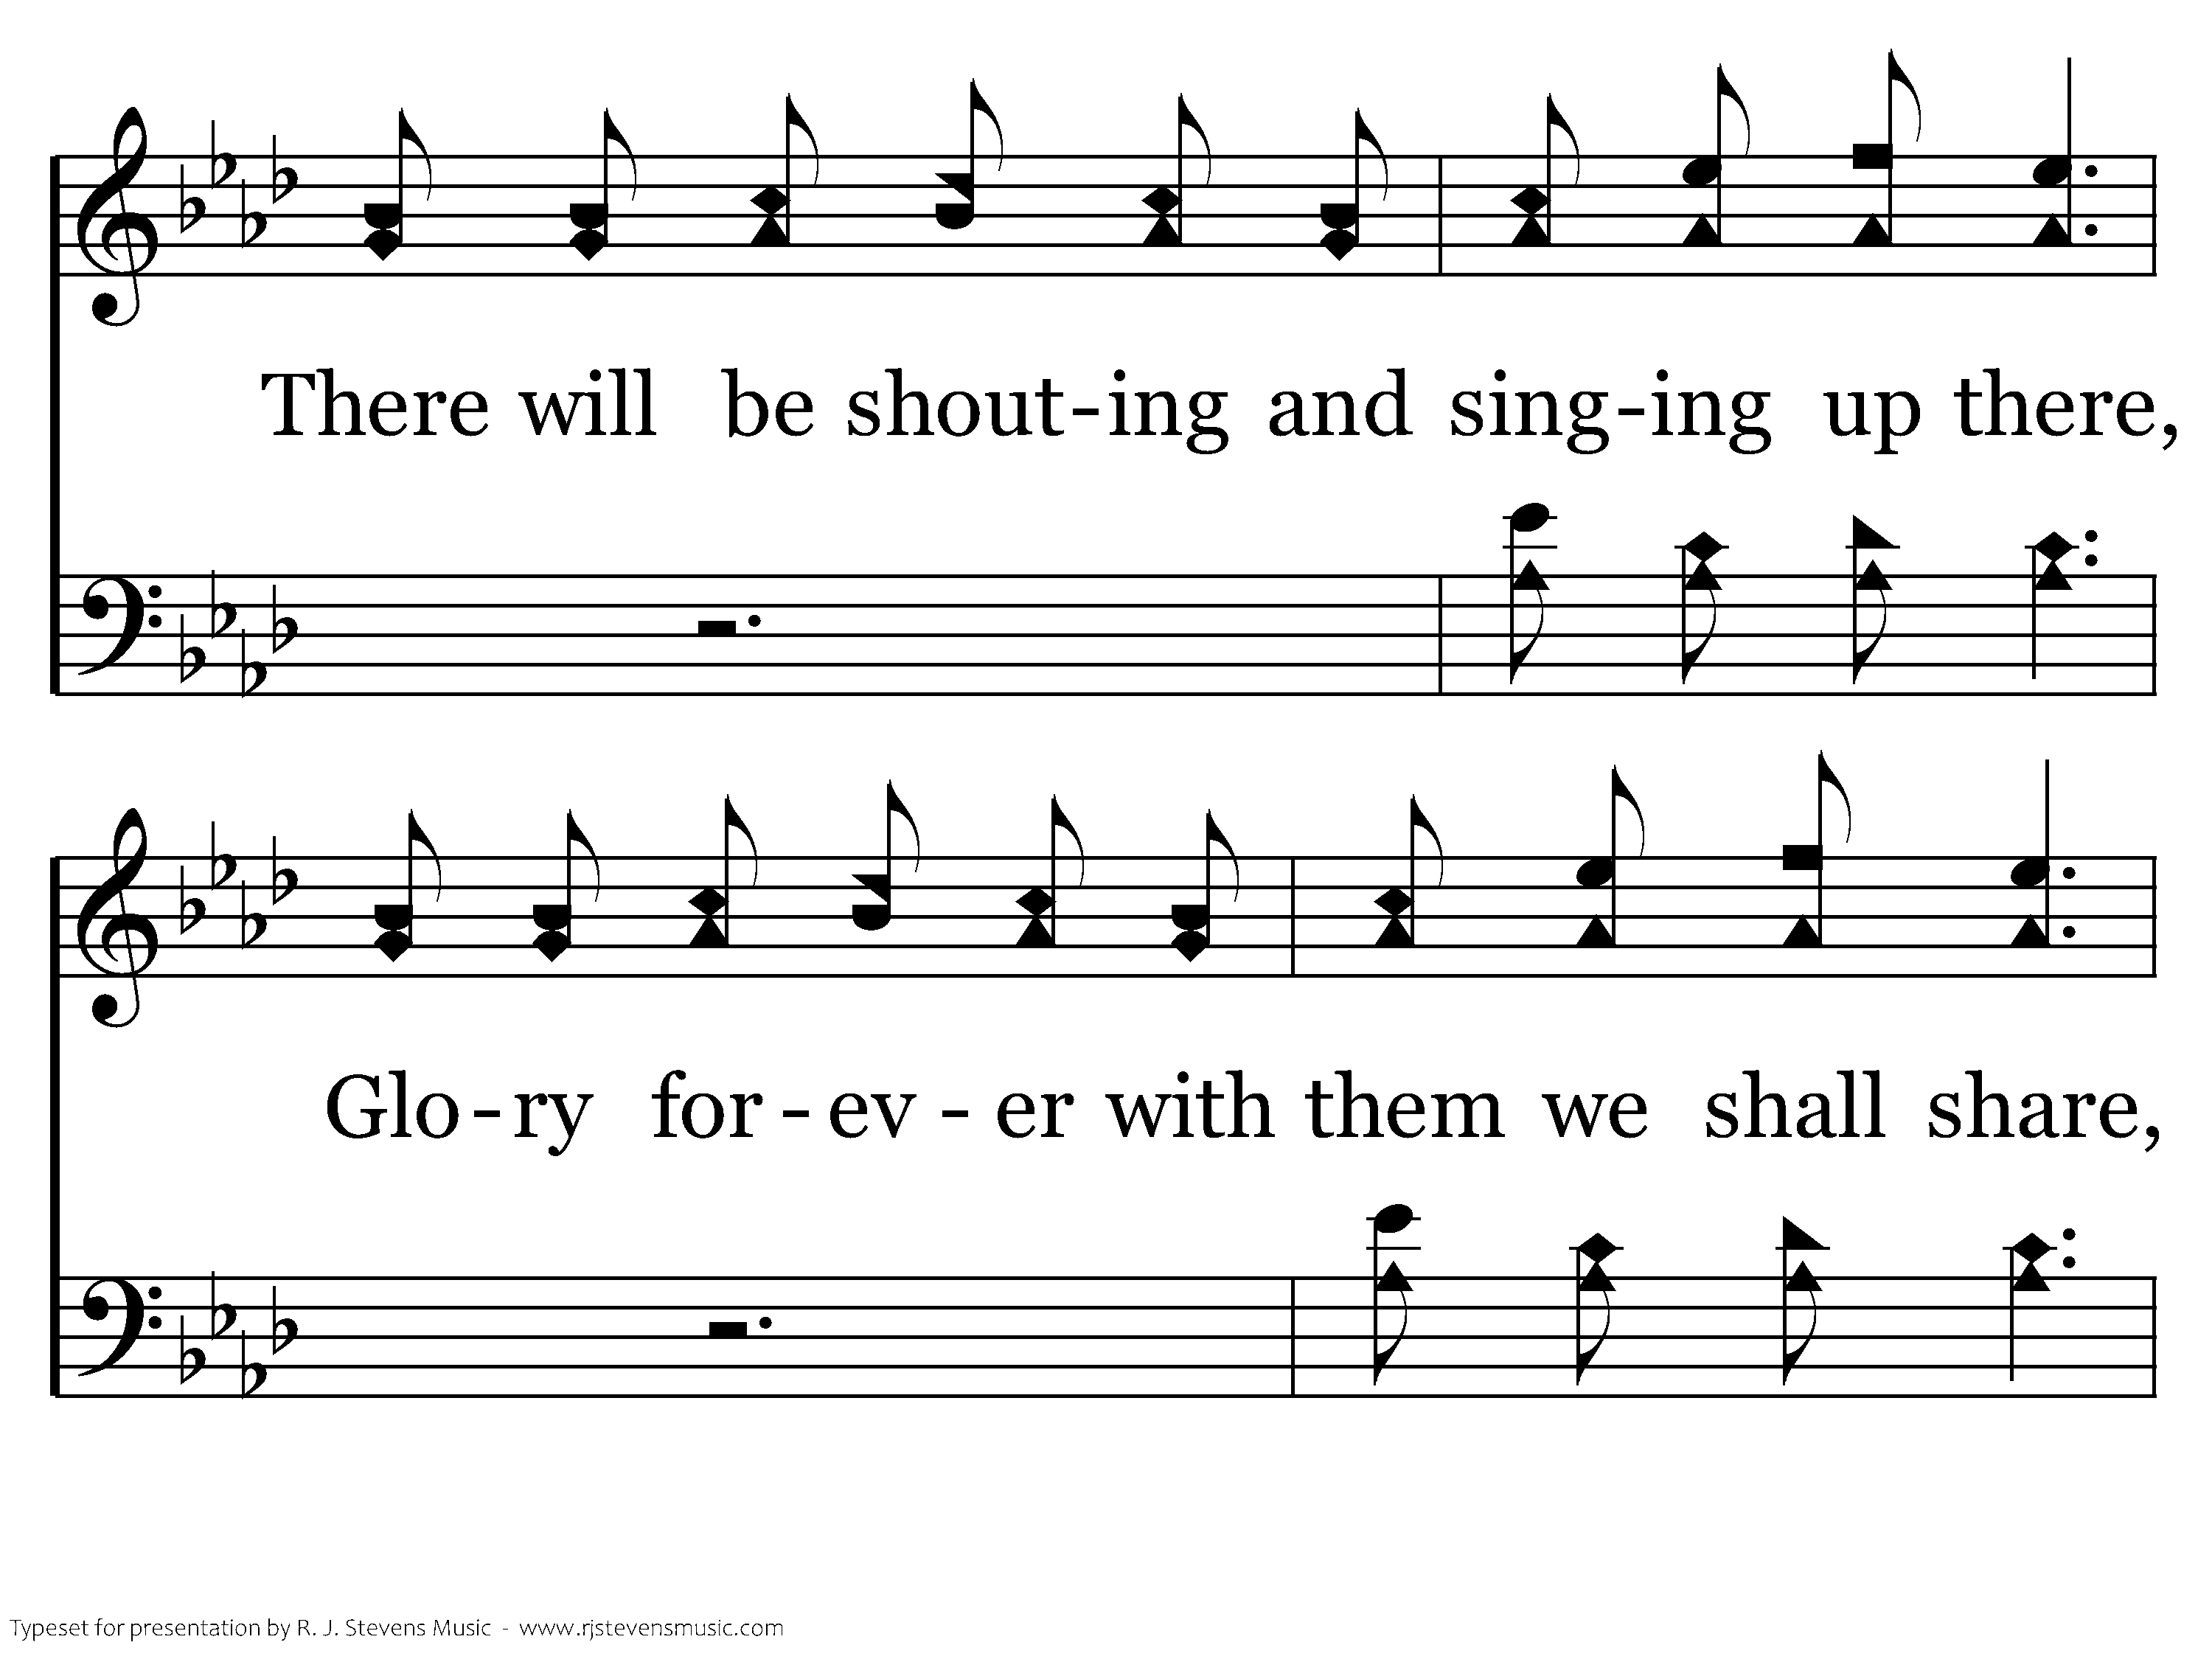 There will be shout-ing and sing-ing up there,
Glo-ry for-ev-er with them we shall share,
Typeset for presentation by R. J. Stevens Music - www.rjstevensmusic.com